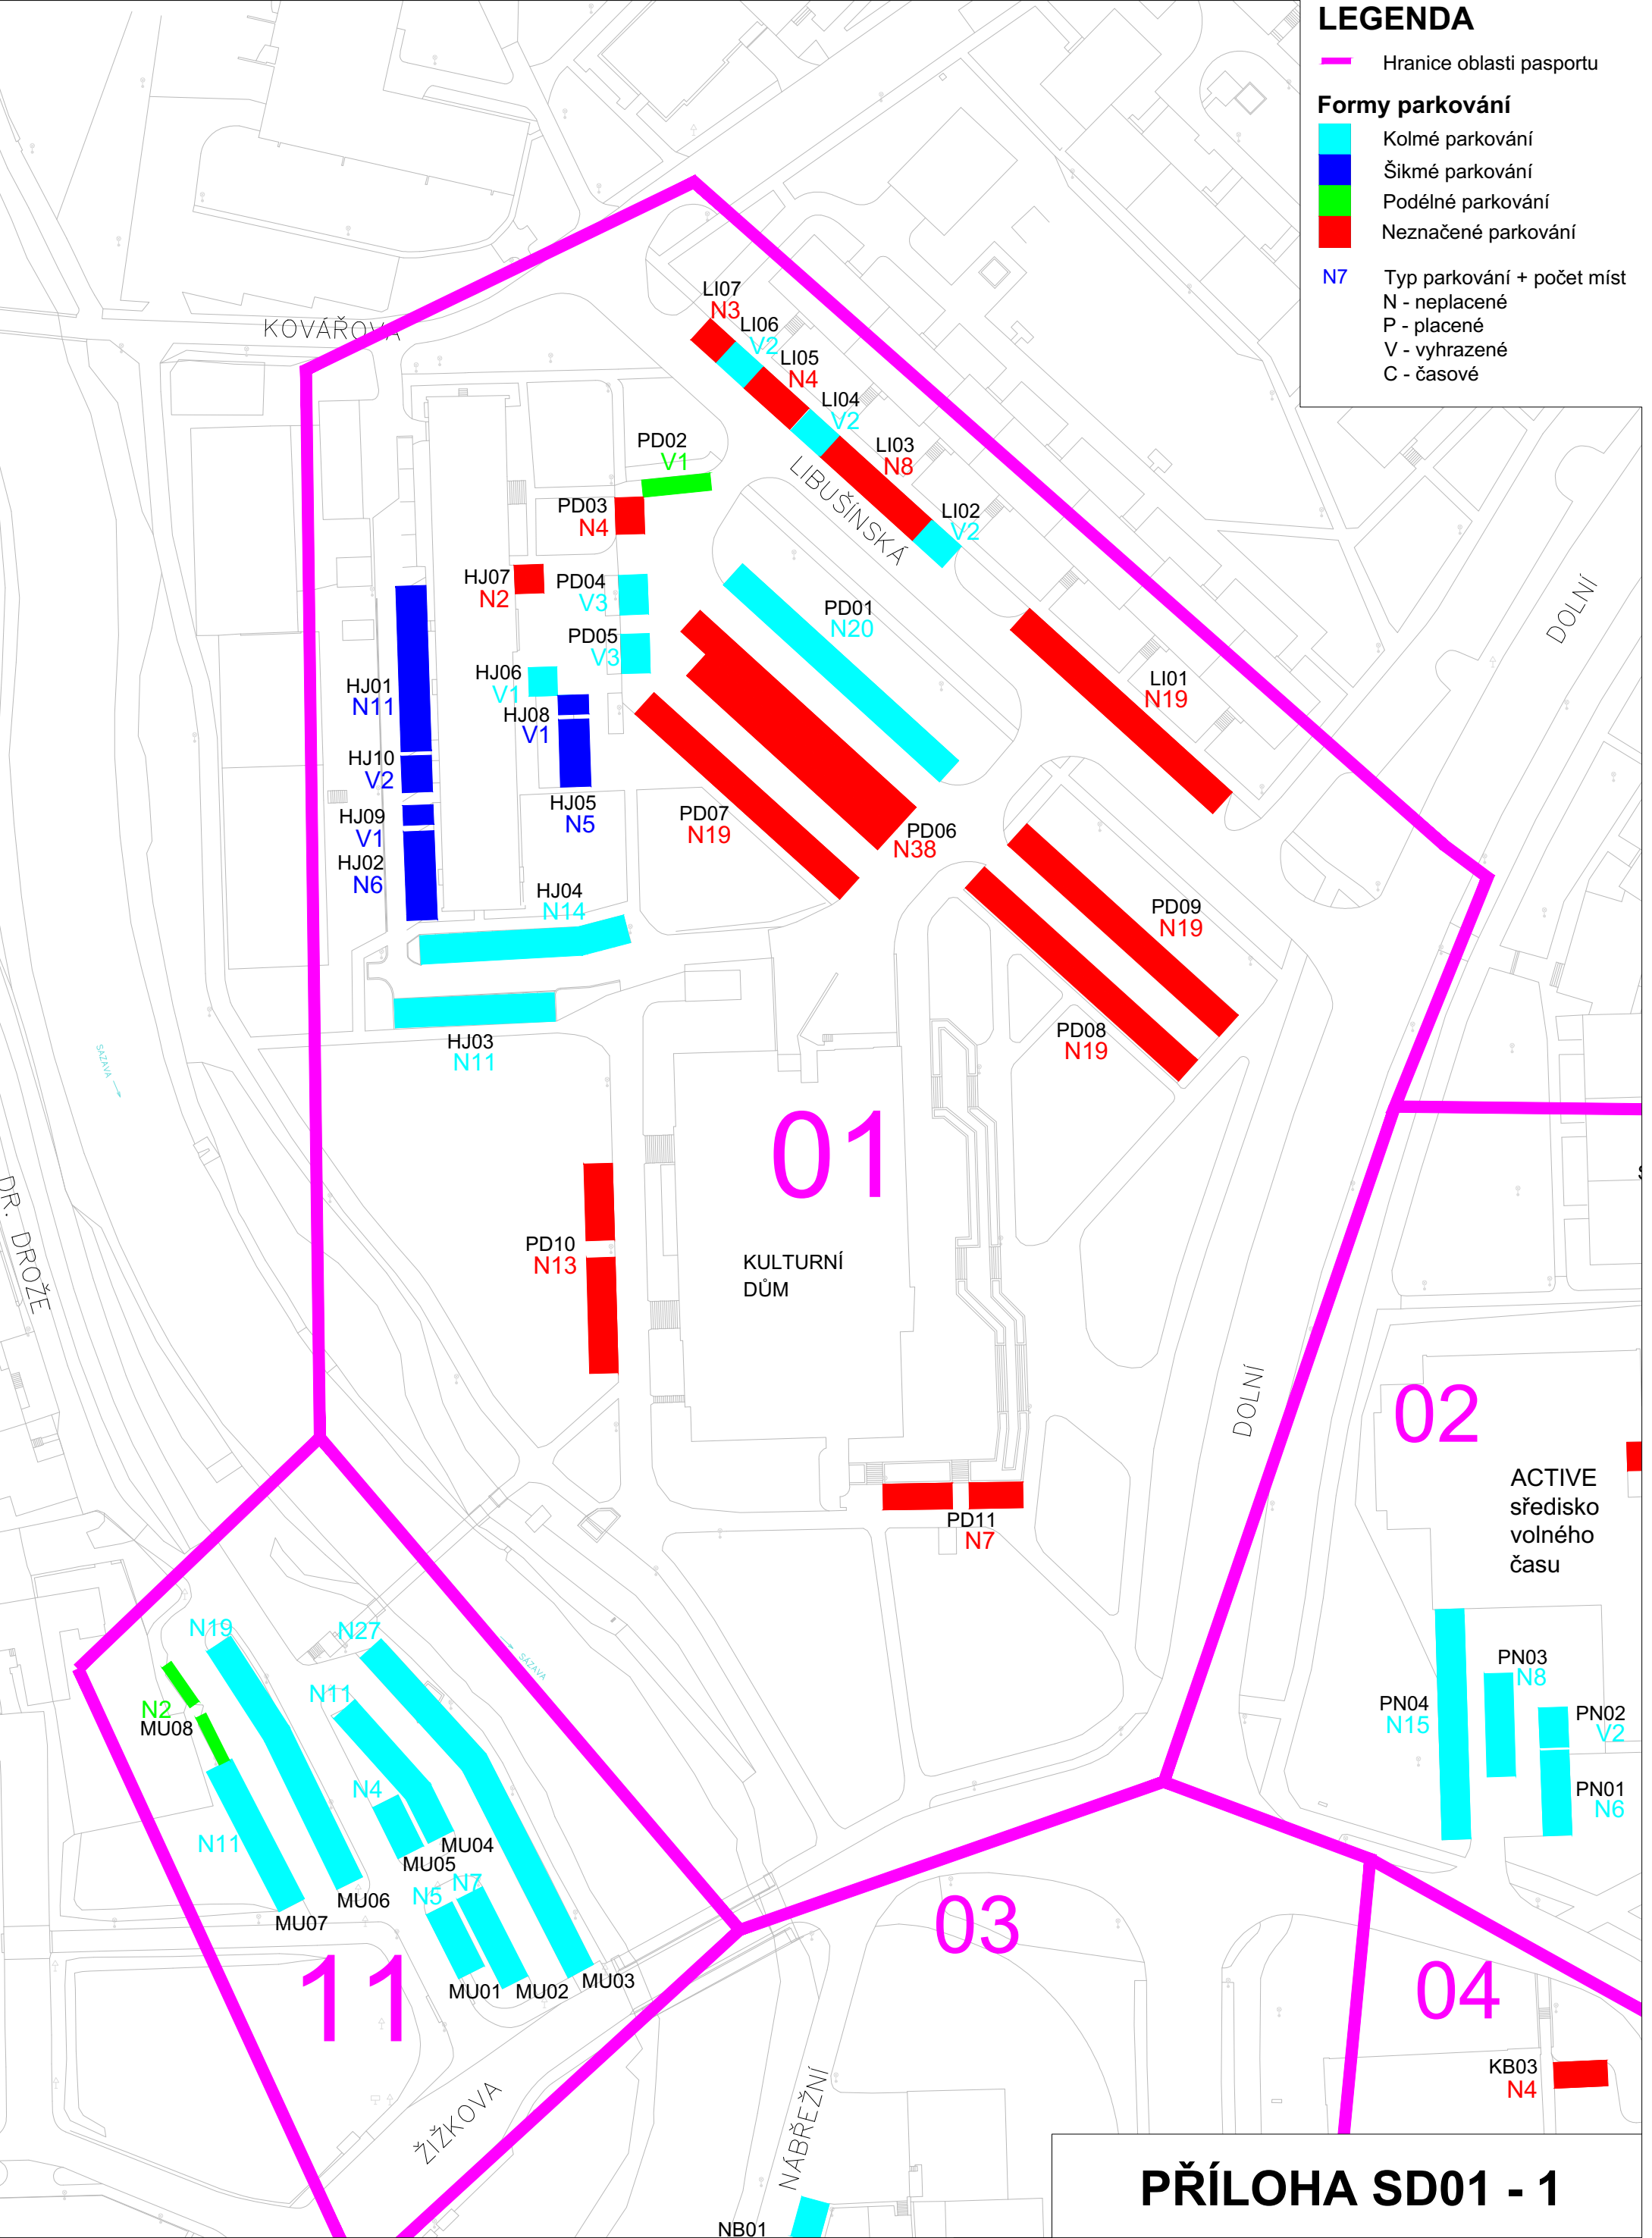 LEGENDA
Hranice oblasti pasportu
Formy parkování
Kolmé parkování
Šikmé parkování
Podélné parkování
Neznačené parkování
N7 Typ parkování + počet míst
N - neplacené
P - placené
V - vyhrazené
C - časové
KOVÁŘOVA
LI07
N3
LI06
V2
LI05
N4
LI04
V2
LI03
N8
LI02
V2
LIBUŠÍNSKÁ
PD02
V1
PD03
N4
HJ07
N2
PD04
V3
PD05
V3
PD01
N20
DOLNÍ
HJ06
V1
HJ01
N11
HJ08
V1
LI01
N19
HJ10
V2
HJ09
V1
HJ05
N5
PD07
N19
PD06
N38
HJ02
N6
HJ04
N14
PD09
N19
HJ03
N11
PD08
N19
SÁZAVA
01
DR. DROŽE
PD10
N13
KULTURNÍ
DŮM
DOLNÍ
02
ACTIVE
sředisko
volného
času
PD11
N7
SÁZAVA
N19
N27
N11
N2
MU08
N4
N11
MU04
MU05
N7
N5
MU06
MU07
MU01
MU02
MU03
PN03
N8
PN04
N15
PN02
V2
PN01
N6
11
03
04
KB03
N4
ŽIŽKOVA
NÁBŘEŽNÍ
NB01
PŘÍLOHA SD01 - 1